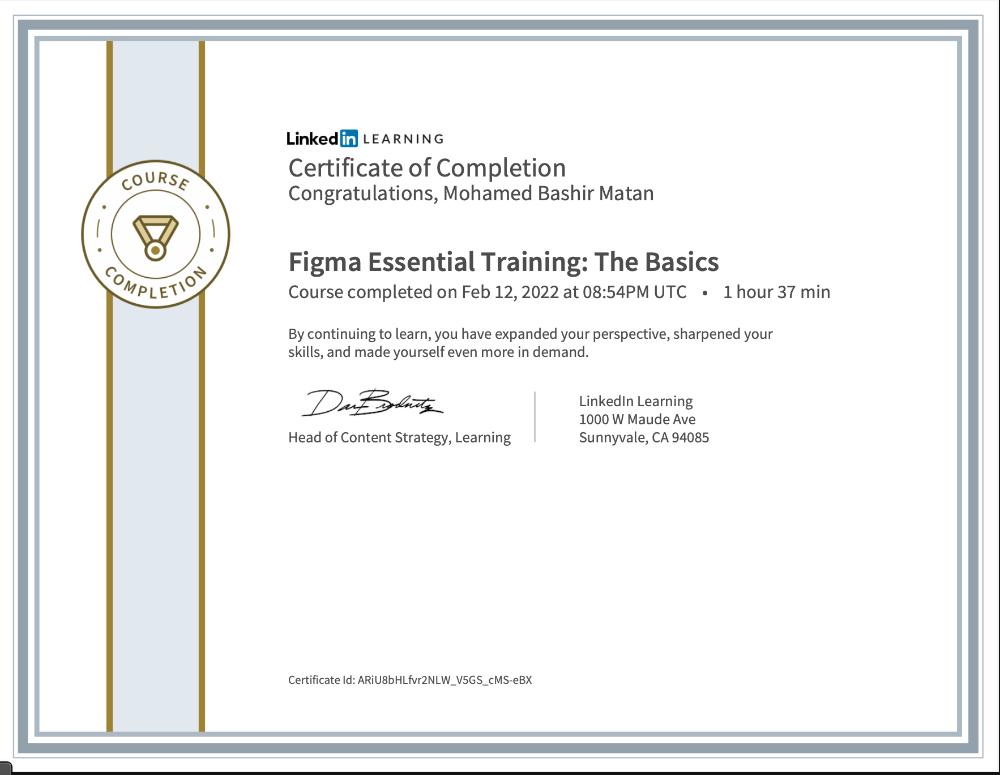 COURSE
COMPLETION
Linked in LEARNING
Certificate of Completion
Congratulations, Mohamed Bashir Matan
Figma Essential Training: The Basics
Course completed on Feb 12, 2022 at 08:54PM UTC • 1 hour 37 min
By continuing to learn, you have expanded your perspective, sharpened your
skills, and made yourself even more in demand.
Head of Content Strategy, Learning
LinkedIn Learning
1000 W Maude Ave
Sunnyvale, CA 94085
Certificate Id: ARiU8bHLfvr2NLW_V5GS_cMS-eBX